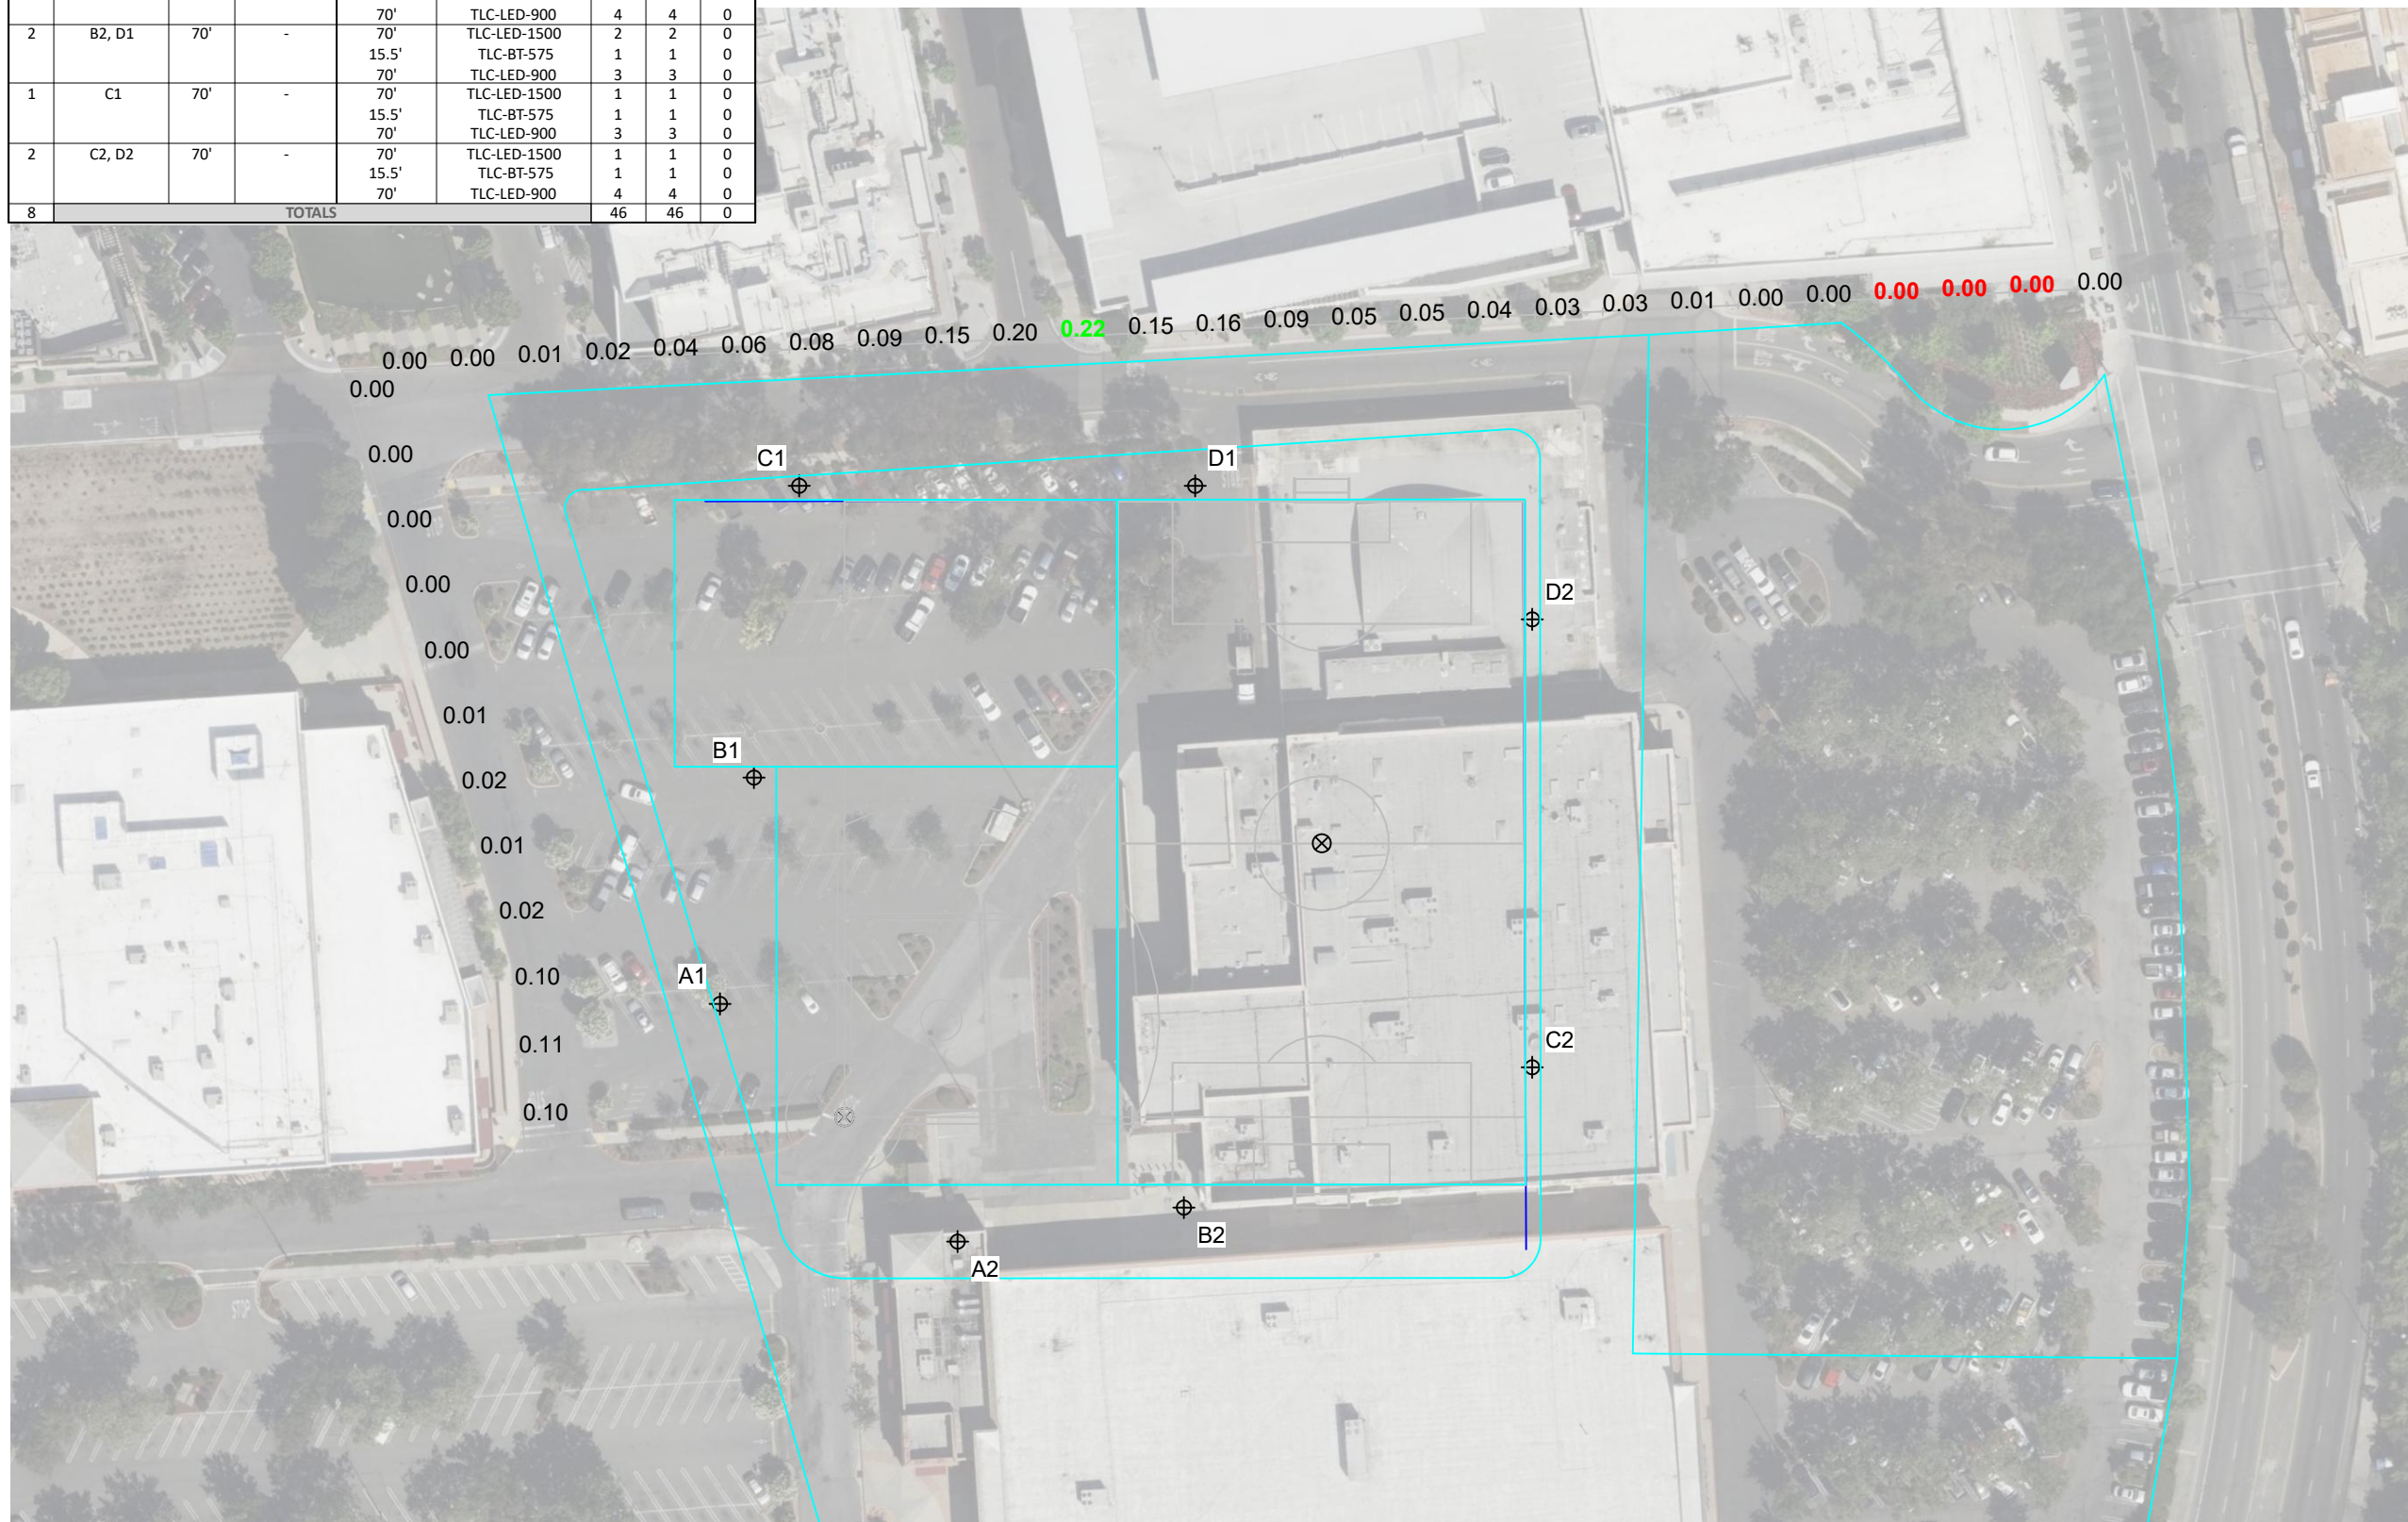 70' TLC-LED-900 4 4 0
2 B2, D1 70' - 70' TLC-LED-1500 2 2 0
15.5' TLC-BT-575 1 1 0
70' TLC-LED-900 3 3 0
1 C1 70' - 70' TLC-LED-1500 1 1 0
15.5' TLC-BT-575 1 1 0
70' TLC-LED-900 3 3 0
2 C2, D2 70' - 70' TLC-LED-1500 1 1 0
15.5' TLC-BT-575 1 1 0
70' TLC-LED-900 4 4 0
8 TOTALS 46 46 0
0.00 0.00 0.01 0.02 0.04 0.06 0.08 0.09 0.15 0.20 0.22 0.15 0.16 0.09 0.05 0.05 0.04 0.03 0.03 0.01 0.00 0.00 0.00 0.00 0.00 0.00
0.00
0.00
C1 D1
0.00
0.00
D2
0.00
0.01
B1
0.02
0.01
0.02
0.10
A1
0.11
C2
0.10
B2
A2
STOP